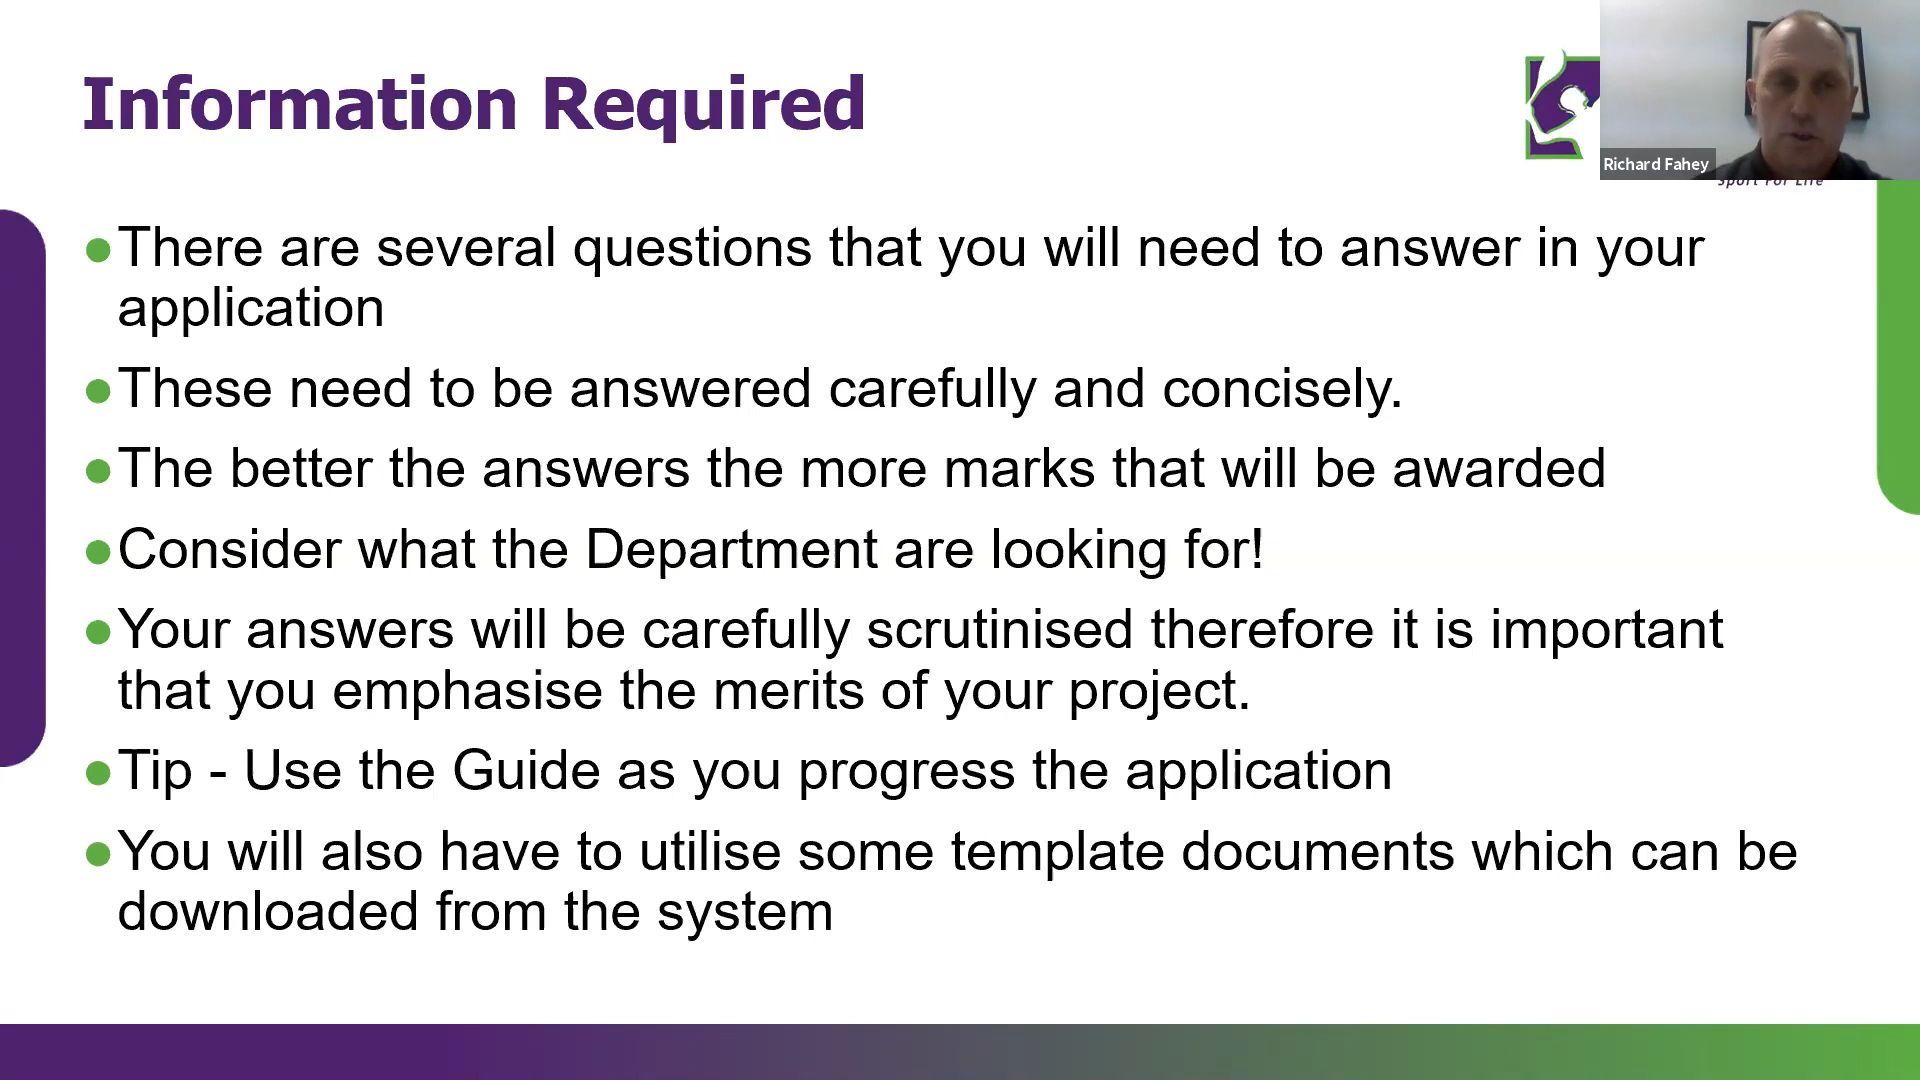 Information Required
Richard Fahey
Sport For Life
●There are several questions that you will need to answer in your
application
●These need to be answered carefully and concisely.
●The better the answers the more marks that will be awarded
●Consider what the Department are looking for!
●Your answers will be carefully scrutinised therefore it is important
that you emphasise the merits of your project.
●Tip - Use the Guide as you progress the application
●You will also have to utilise some template documents which can be
downloaded from the system